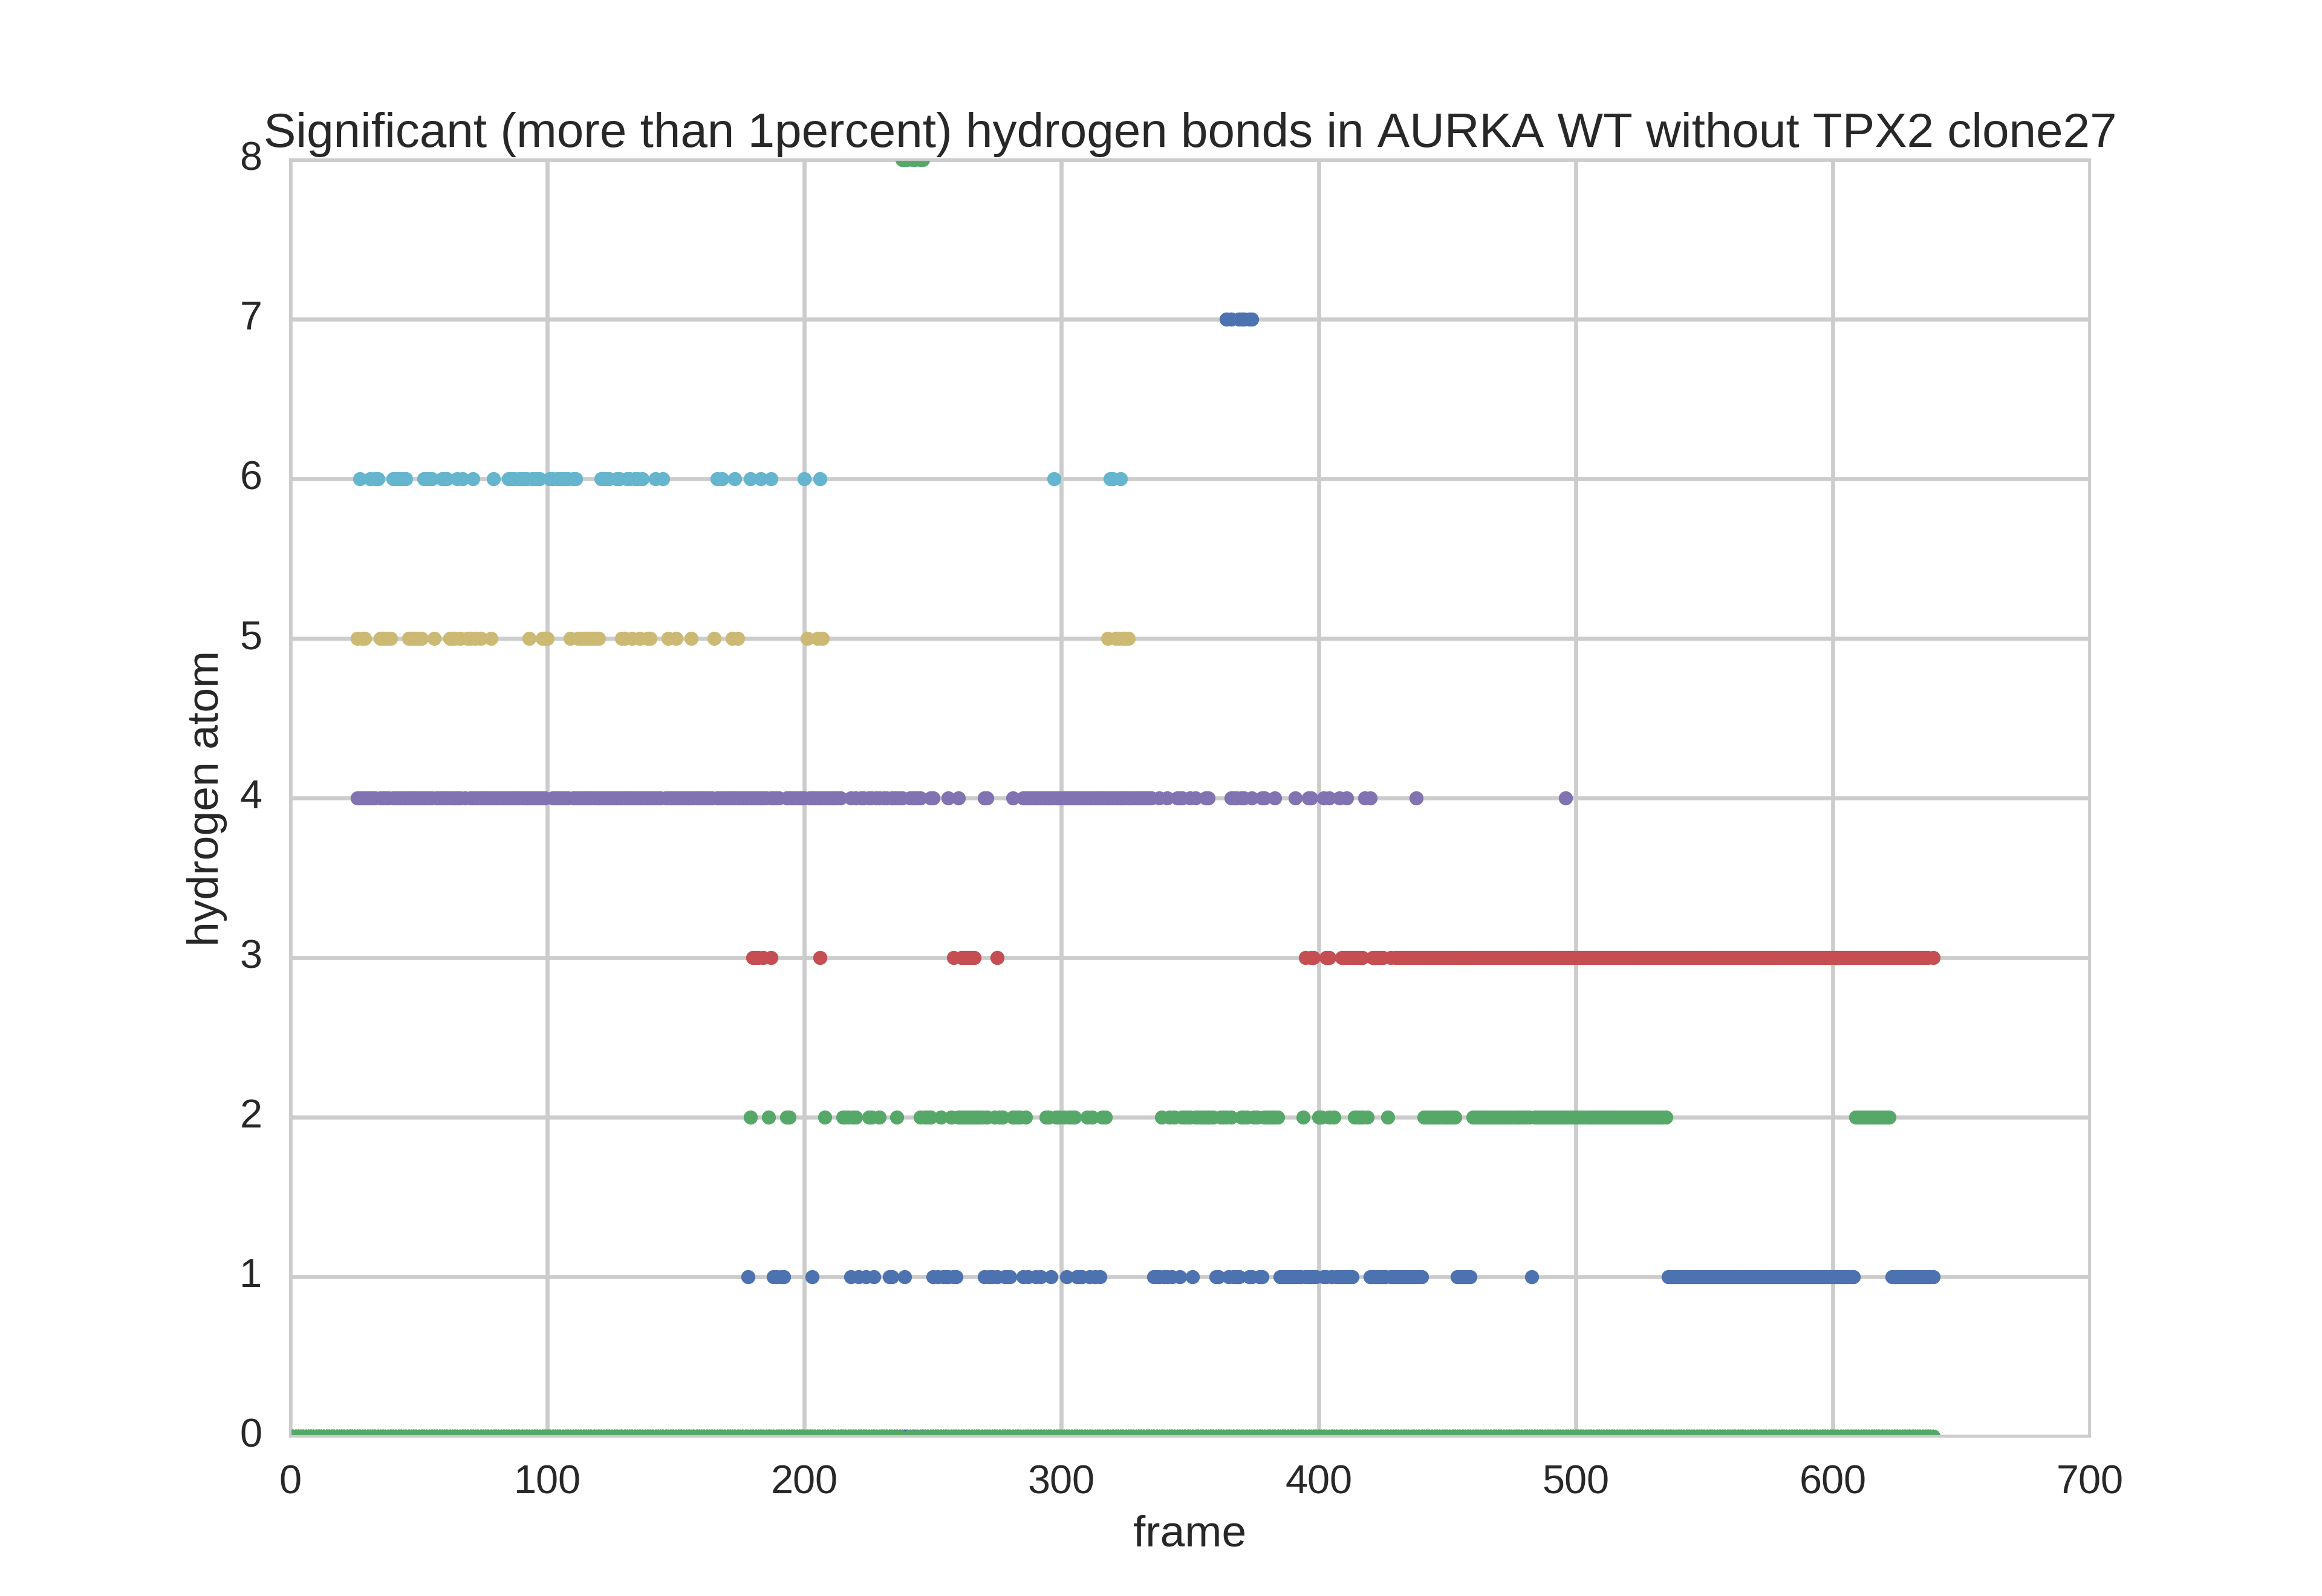 Significant (more than 1percent) hydrogen bonds in AURKA WT without TPX2 clone27
8
7
6
5
4
3
2
1
0
hydrogen atom
0 100 200 300 400 500 600 700
frame